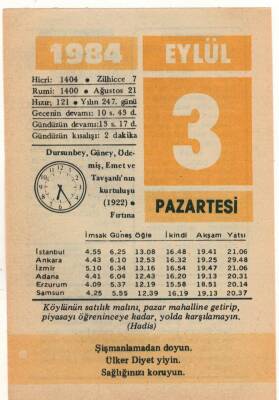 1984 EYLÜL
Hicri: 1404 • Zilhicce 7
Rumi: 1400 • Ağustos 21
Hızır; 121 • Yılın 247. günü
Gecenin devamı: 10 s. 43 d.
Gündüzün devamı: 13 s. 17 d.
Gündüzün kısalışı: 2 dakika
3
Dursunbey, Güney, Öde-
miş, Emet ve
Tavşanlı'nın
kurtuluşu
(1922) •
Fırtına
PAZARTESİ
İmsak Güneş Öğle İkindi Akşam Yatsı
İstanbul 4.55 6.25 13.08 16.48 19.41 21.06
Ankara 4.43 6.10 12.53 16.32 19.25 29.48
İzmir 5.10 6.34 13.16 16.54 19.47 21.06
Adana 4.41 6.04 12.43 16.20 19.13 20.31
Erzurum 4.09 5.37 12.19 15.58 18.51 20.14
Samsun 4.25 5.55 12.39 16.19 19.13 20.37
Köylünün satılık malını, pazar mahalline getirip,
piyasayı öğreninceye kadar, yolda karşılamayın.
(Hadis)
Şişmanlamadan doyun.
Ülker Diyet yiyin.
Sağlığınızı koruyun.